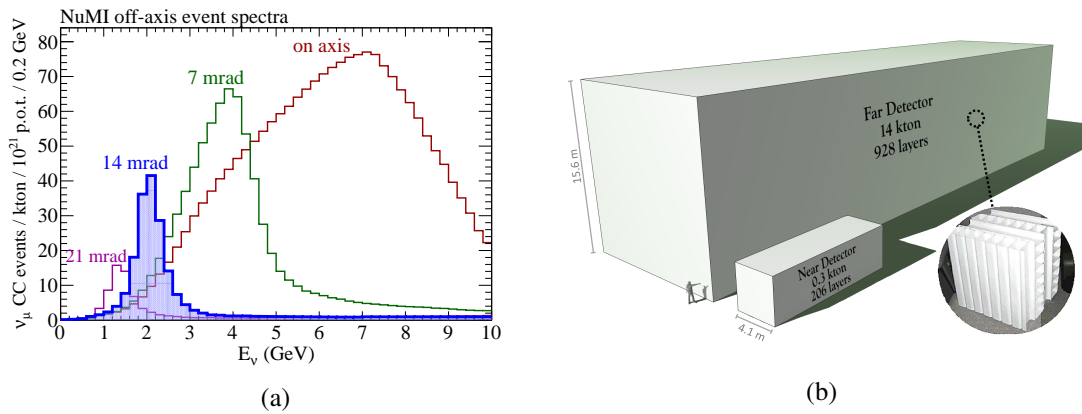 NuMI off-axis event spectra
ν_μ CC events / kton / 10^21 p.o.t. / 0.2 GeV
80
70
60
50
40
30
20
10
0
on axis
7 mrad
14 mrad
21 mrad
0 1 2 3 4 5 6 7 8 9 10
E_ν (GeV)
(a)
15.6 m
Far Detector
14 kton
928 layers
Near Detector
0.3 kton
206 layers
4.1 m
(b)